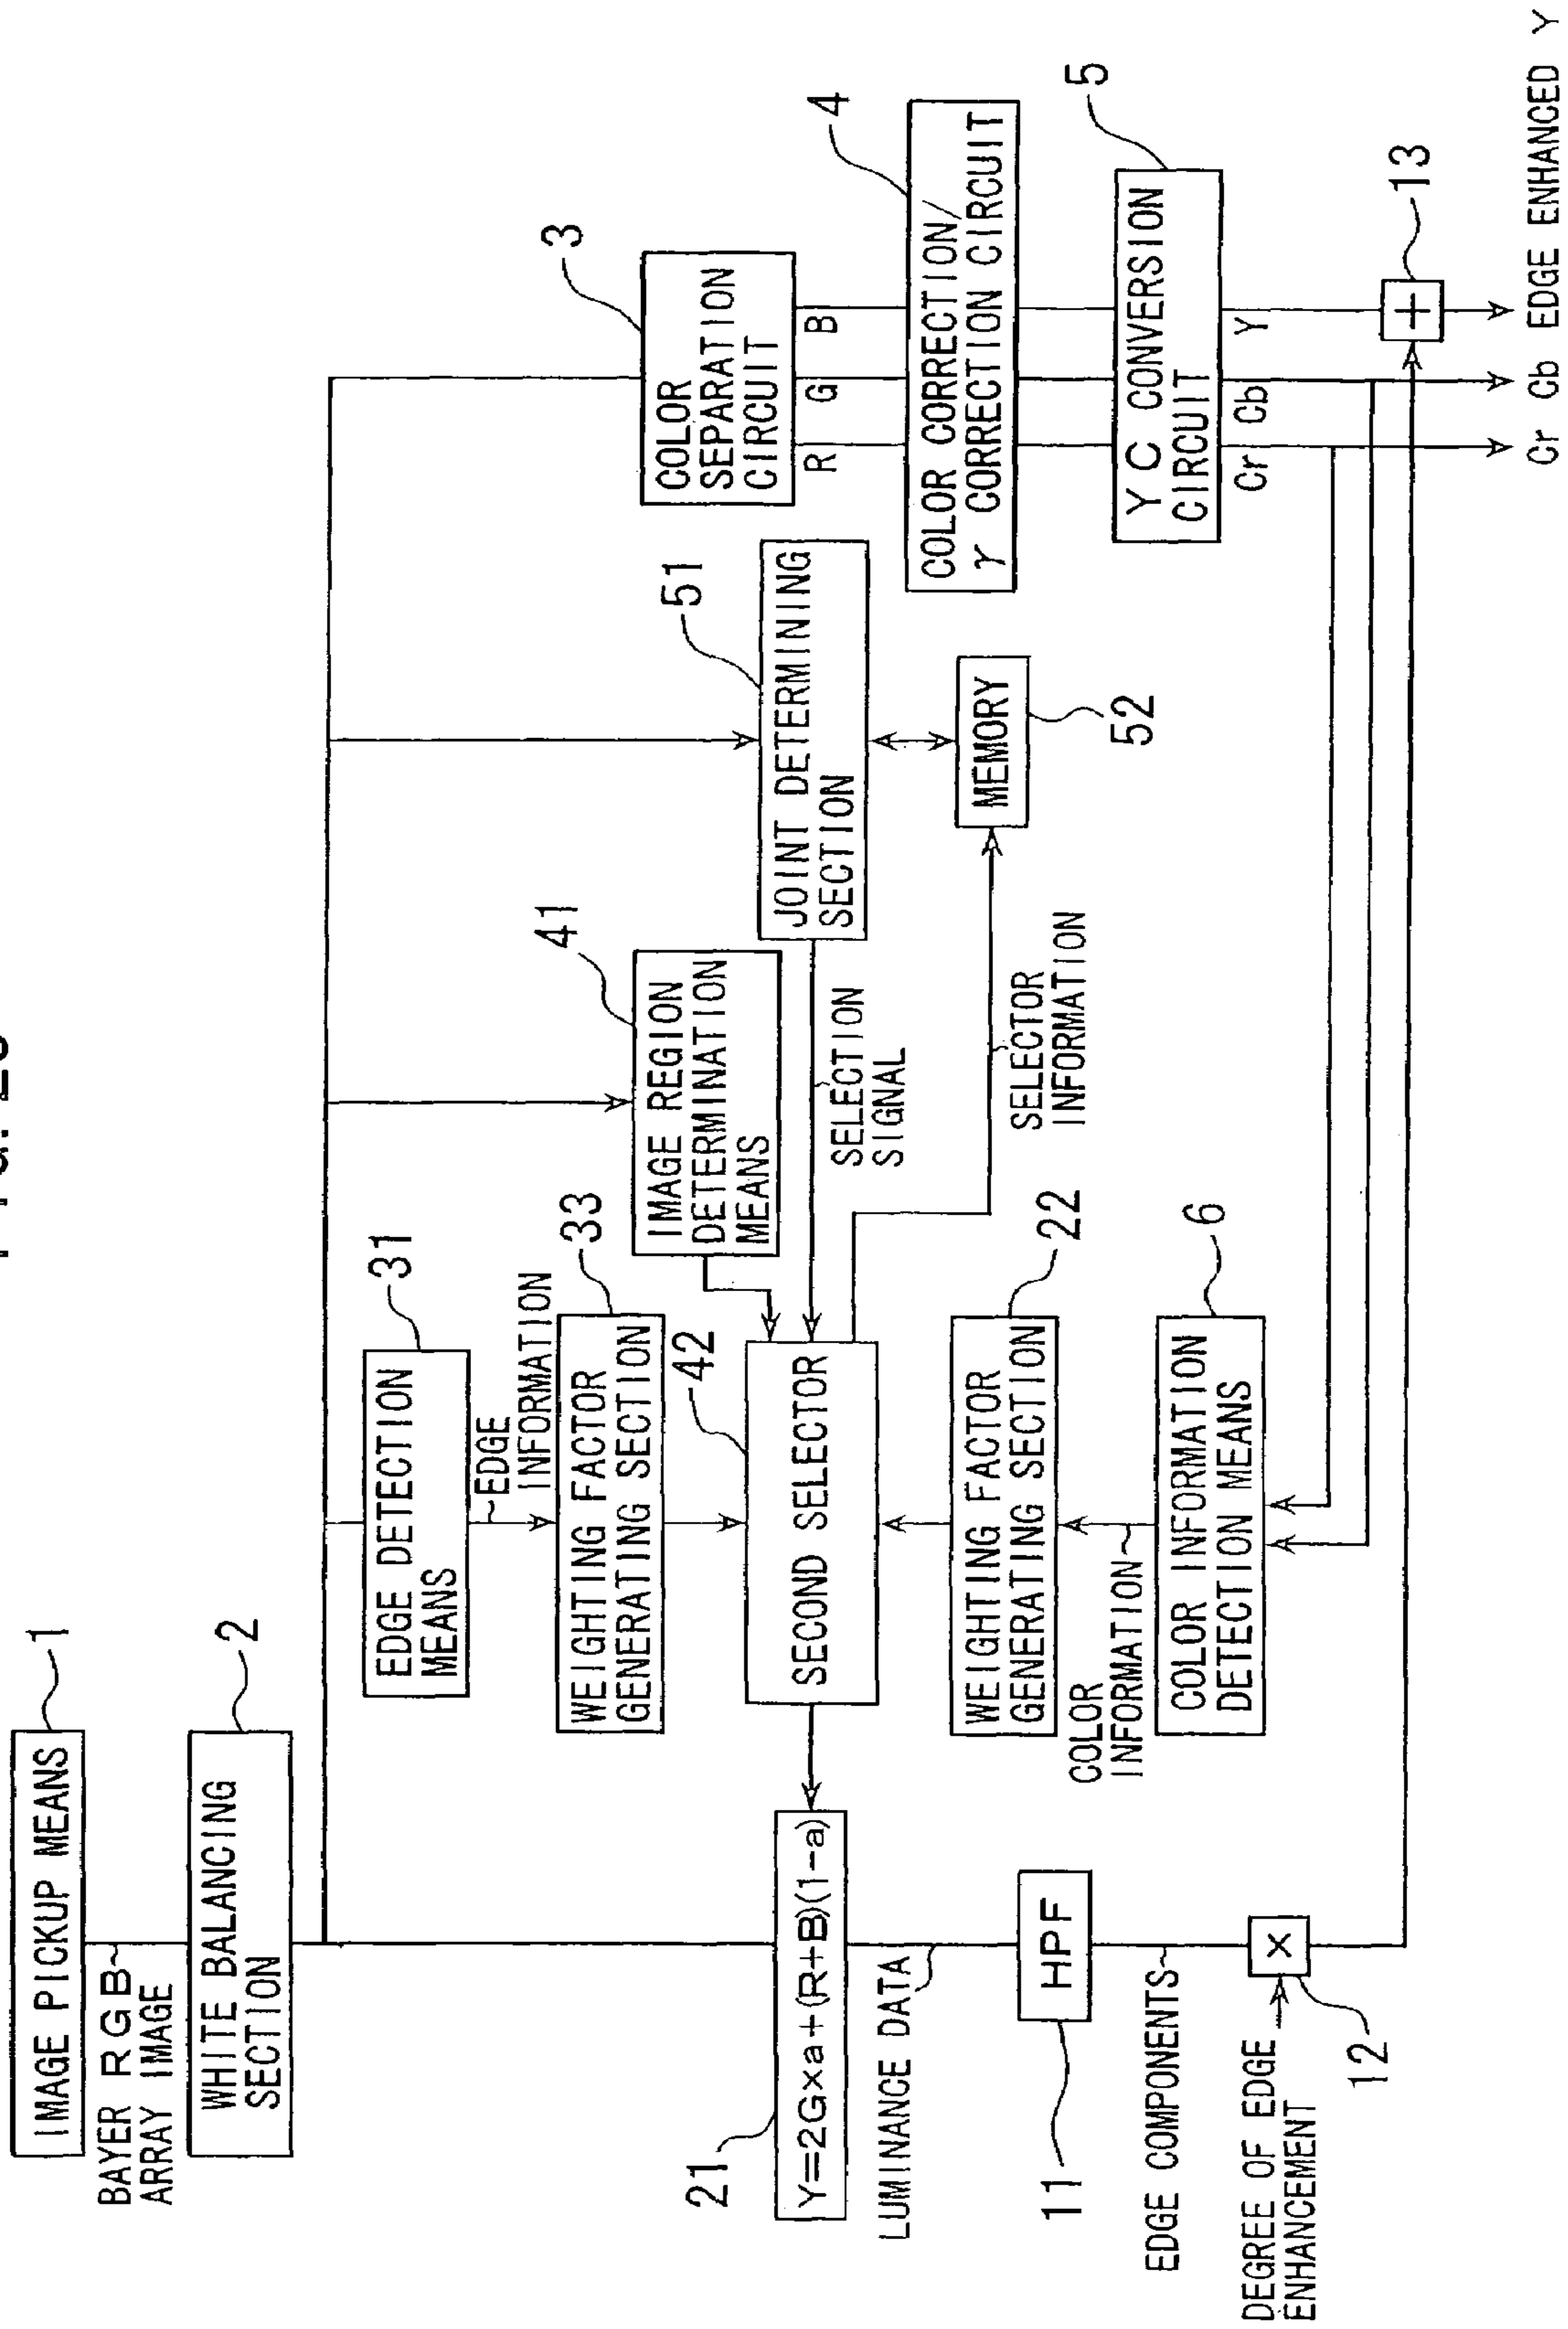 IMAGE PICKUP MEANS
1
BAYER RGB
ARRAY IMAGE
WHITE BALANCING
SECTION
2
EDGE DETECTION
MEANS
31
EDGE
INFORMATION
WEIGHTING FACTOR
GENERATING SECTION
33
IMAGE REGION
DETERMINATION
MEANS
41
SECOND SELECTOR
42
SELECTION
SIGNAL
JOINT DETERMINING
SECTION
51
MEMORY
52
SELECTOR
INFORMATION
COLOR
SEPARATION
CIRCUIT
3
R G B
COLOR CORRECTION/
γ CORRECTION CIRCUIT
4
Y C CONVERSION
CIRCUIT
5
Cr Cb Y
WEIGHTING FACTOR
GENERATING SECTION
22
COLOR
INFORMATION
COLOR INFORMATION
DETECTION MEANS
6
Y=2G×a+(R+B)(1-a)
21
LUMINANCE DATA
HPF
11
EDGE COMPONENTS
×
12
DEGREE OF EDGE
ENHANCEMENT
+
13
Cr Cb EDGE ENHANCED Y